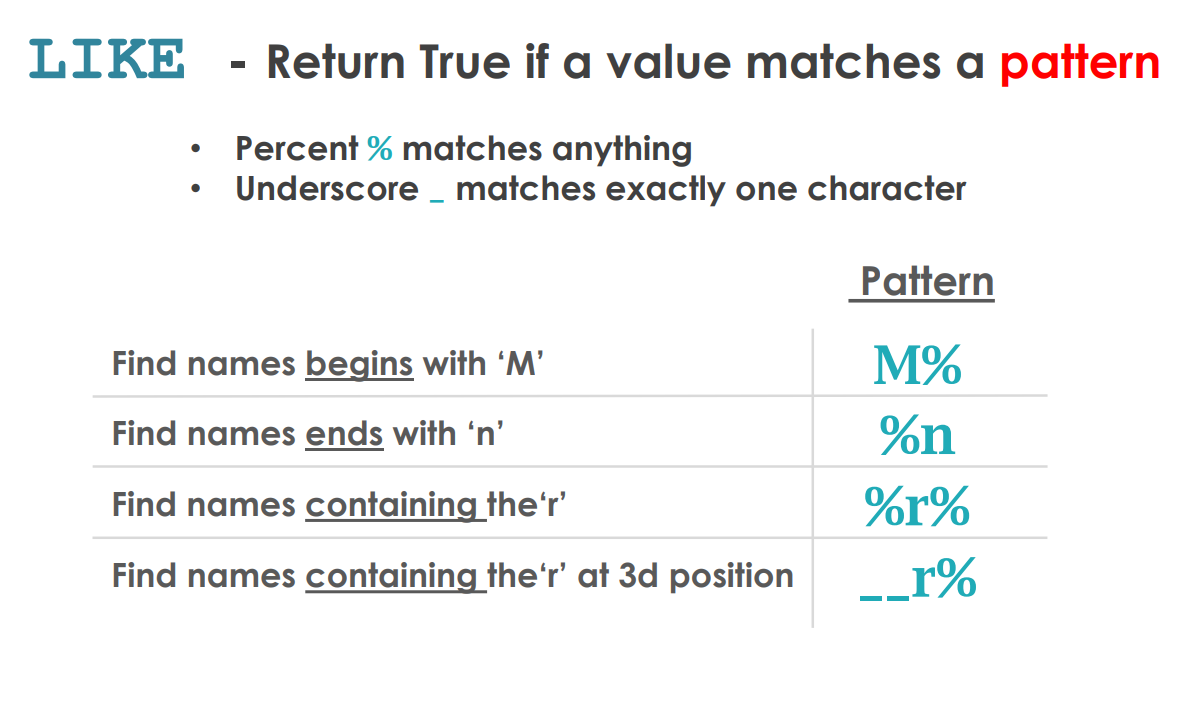 LIKE - Return True if a value matches a pattern
• Percent % matches anything
• Underscore _ matches exactly one character
Pattern
Find names begins with ‘M’ M%
Find names ends with ‘n’ %n
Find names containing the‘r’ %r%
Find names containing the‘r’ at 3d position __r%